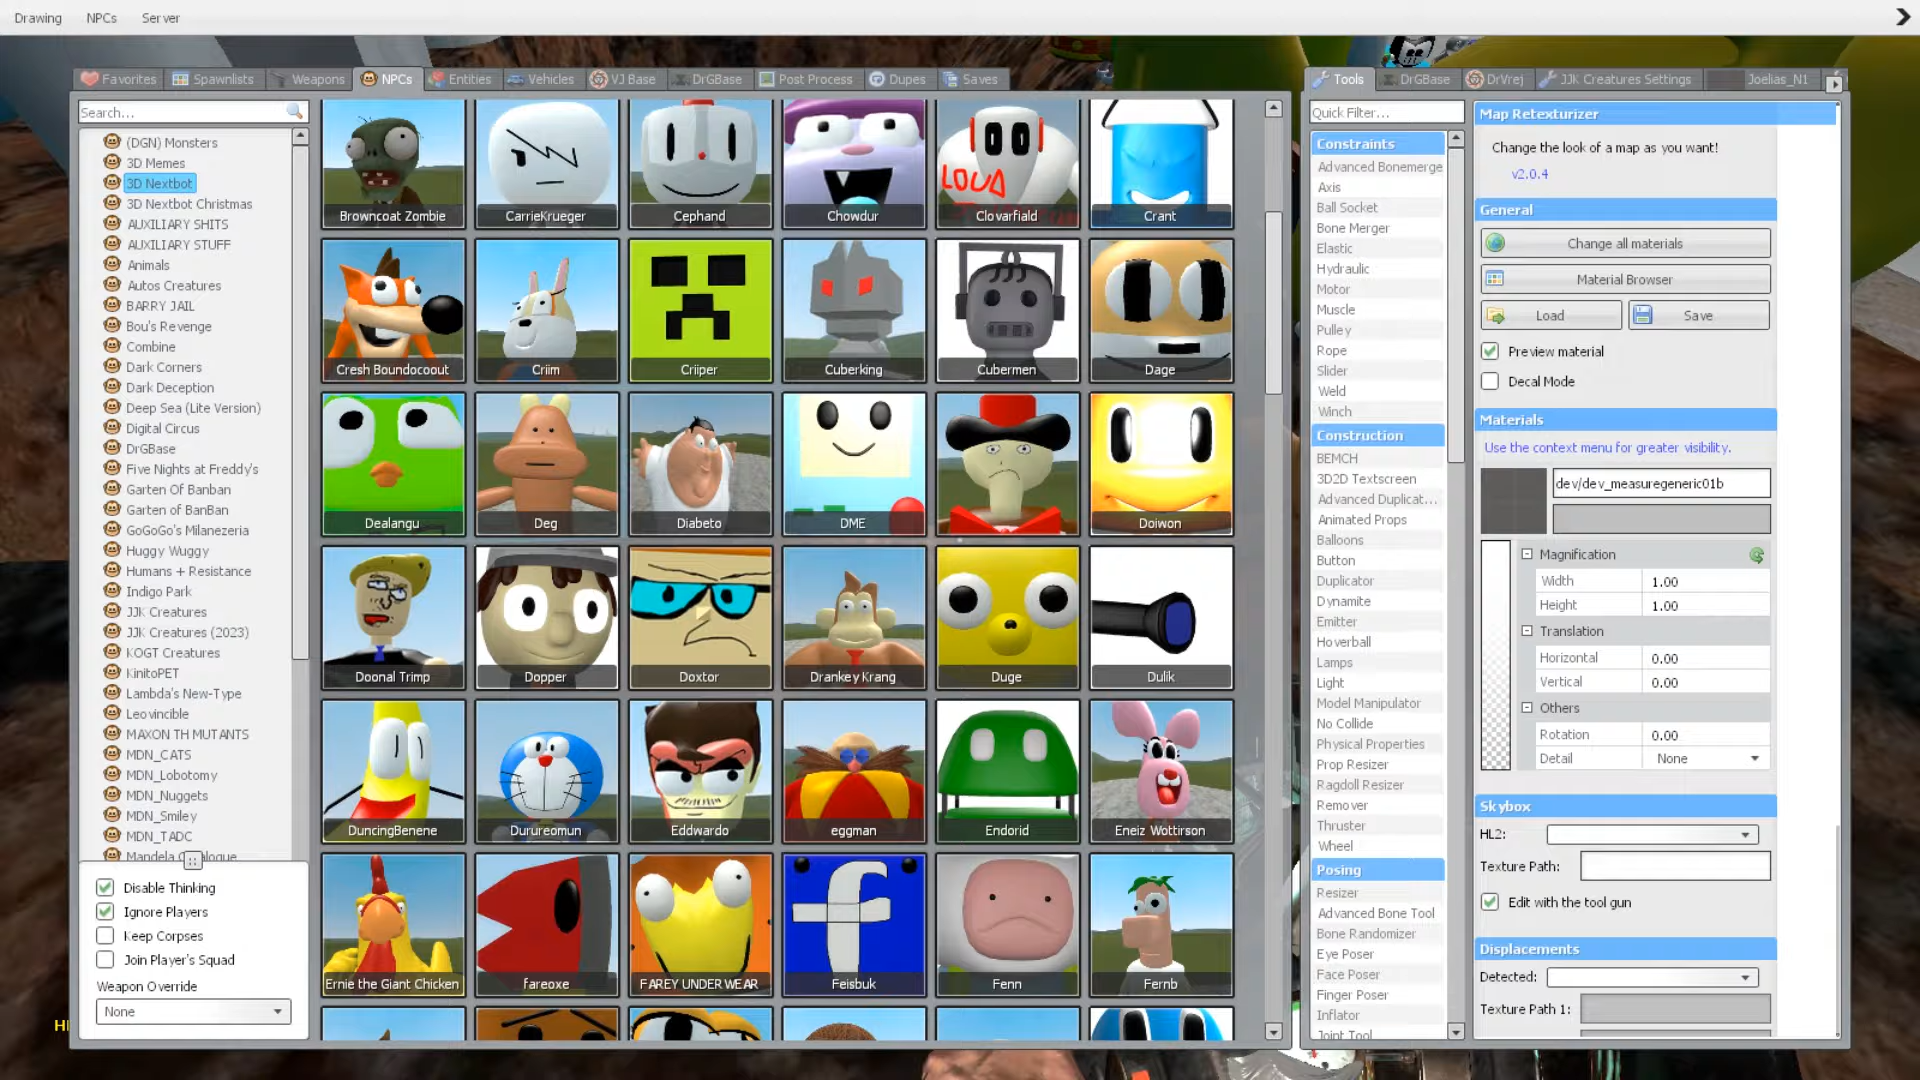 Drawing NPCs Server
Favorites Spawnlists Weapons NPCs Entities Vehicles VJ Base DrGBase Post Process Dupes Saves
Search...
(DGN) Monsters
3D Memes
3D Nextbot
3D Nextbot Christmas
AUXILIARY SHITS
AUXILIARY STUFF
Animals
Autos Creatures
BARRY JAIL
Bou's Revenge
Combine
Dark Corners
Dark Deception
Deep Sea (Lite Version)
Digital Circus
DrGBase
Five Nights at Freddy's
Garten Of Banban
Garten of BanBan
GoGoGo's Milanezeria
Huggy Wuggy
Humans + Resistance
Indigo Park
JJK Creatures
JJK Creatures (2023)
KOGT Creatures
KinitoPET
Lambda's New-Type
Leovincible
MAXON TH MUTANTS
MDN_CATS
MDN_Lobotomy
MDN_Nuggets
MDN_Smiley
MDN_TADC
Disable Thinking
Ignore Players
Keep Corpses
Join Player's Squad
Weapon Override
None
LOUD
Browncoat Zombie CarrieKrueger Cephand Chowdur Clovarfiald Crant
Cresh Boundocoout Criim Criiper Cuberking Cubermen Dage
Dealangu Deg Diabeto DME Doiwon
Doonal Trimp Dopper Doxtor Drankey Krang Duge Dulik
DuncingBenene Durureomun Eddwardo eggman Endorid Eneiz Wottirson
Ernie the Giant Chicken fareoxe FAREY UNDERWEAR Feisbuk Fenn Fernb
Tools DrGBase DrVrej JJK Creatures Settings Joelias_N1
Quick Filter...
Constraints
Advanced Bonemerge
Axis
Ball Socket
Bone Merger
Elastic
Hydraulic
Motor
Muscle
Pulley
Rope
Slider
Weld
Winch
Construction
BEMCH
3D2D Textscreen
Advanced Duplicat...
Animated Props
Balloons
Button
Duplicator
Dynamite
Emitter
Hoverball
Lamps
Light
Model Manipulator
No Collide
Physical Properties
Prop Resizer
Ragdoll Resizer
Remover
Thruster
Wheel
Posing
Resizer
Advanced Bone Tool
Bone Randomizer
Eye Poser
Face Poser
Finger Poser
Inflator
Joint Tool
Map Retexturizer
Change the look of a map as you want!
v2.0.4
General
Change all materials
Material Browser
Load Save
Preview material
Decal Mode
Materials
Use the context menu for greater visibility.
dev/dev_measuregeneric01b
Magnification
Width 1.00
Height 1.00
Translation
Horizontal 0.00
Vertical 0.00
Others
Rotation 0.00
Detail None
Skybox
HL2:
Texture Path:
Edit with the tool gun
Displacements
Detected:
Texture Path 1: